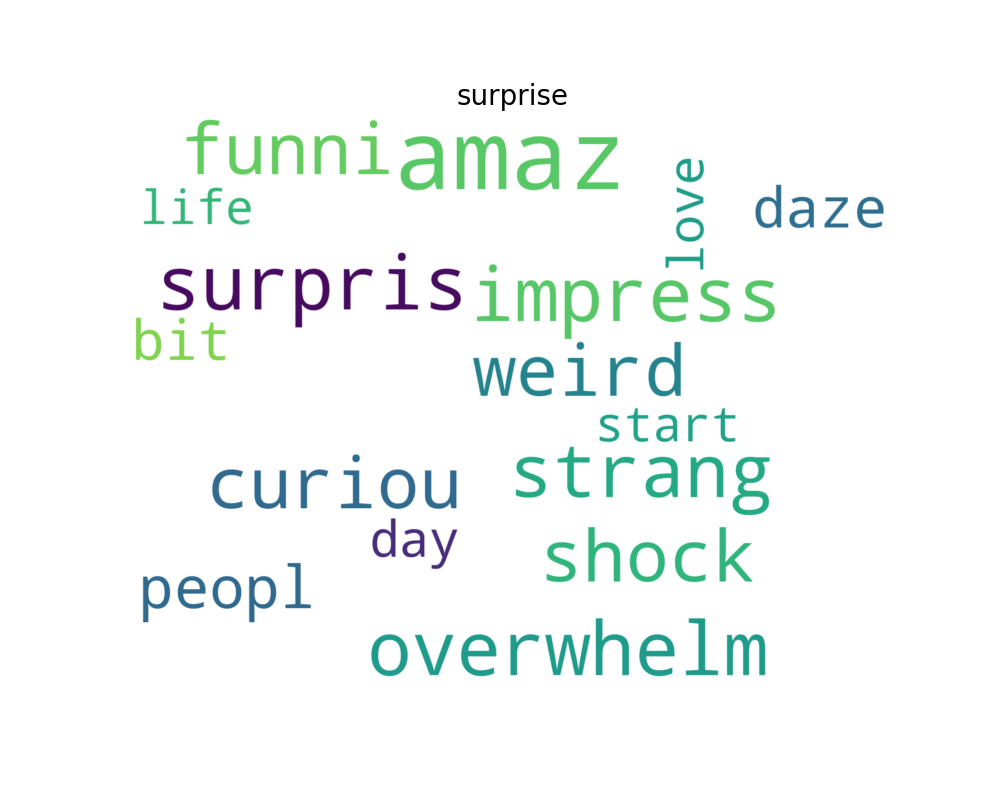 surprise
funni amaz
life
love
daze
surpris impress
bit
weird
start
curiou strang
day
shock
peopl
overwhelm